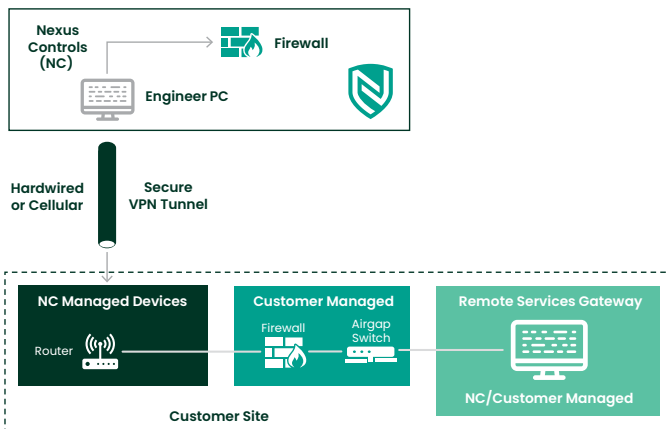 Nexus
Controls
(NC)
Firewall
Engineer PC
Hardwired
or Cellular
Secure
VPN Tunnel
NC Managed Devices
Router
Customer Managed
Firewall
Airgap
Switch
Remote Services Gateway
NC/Customer Managed
Customer Site